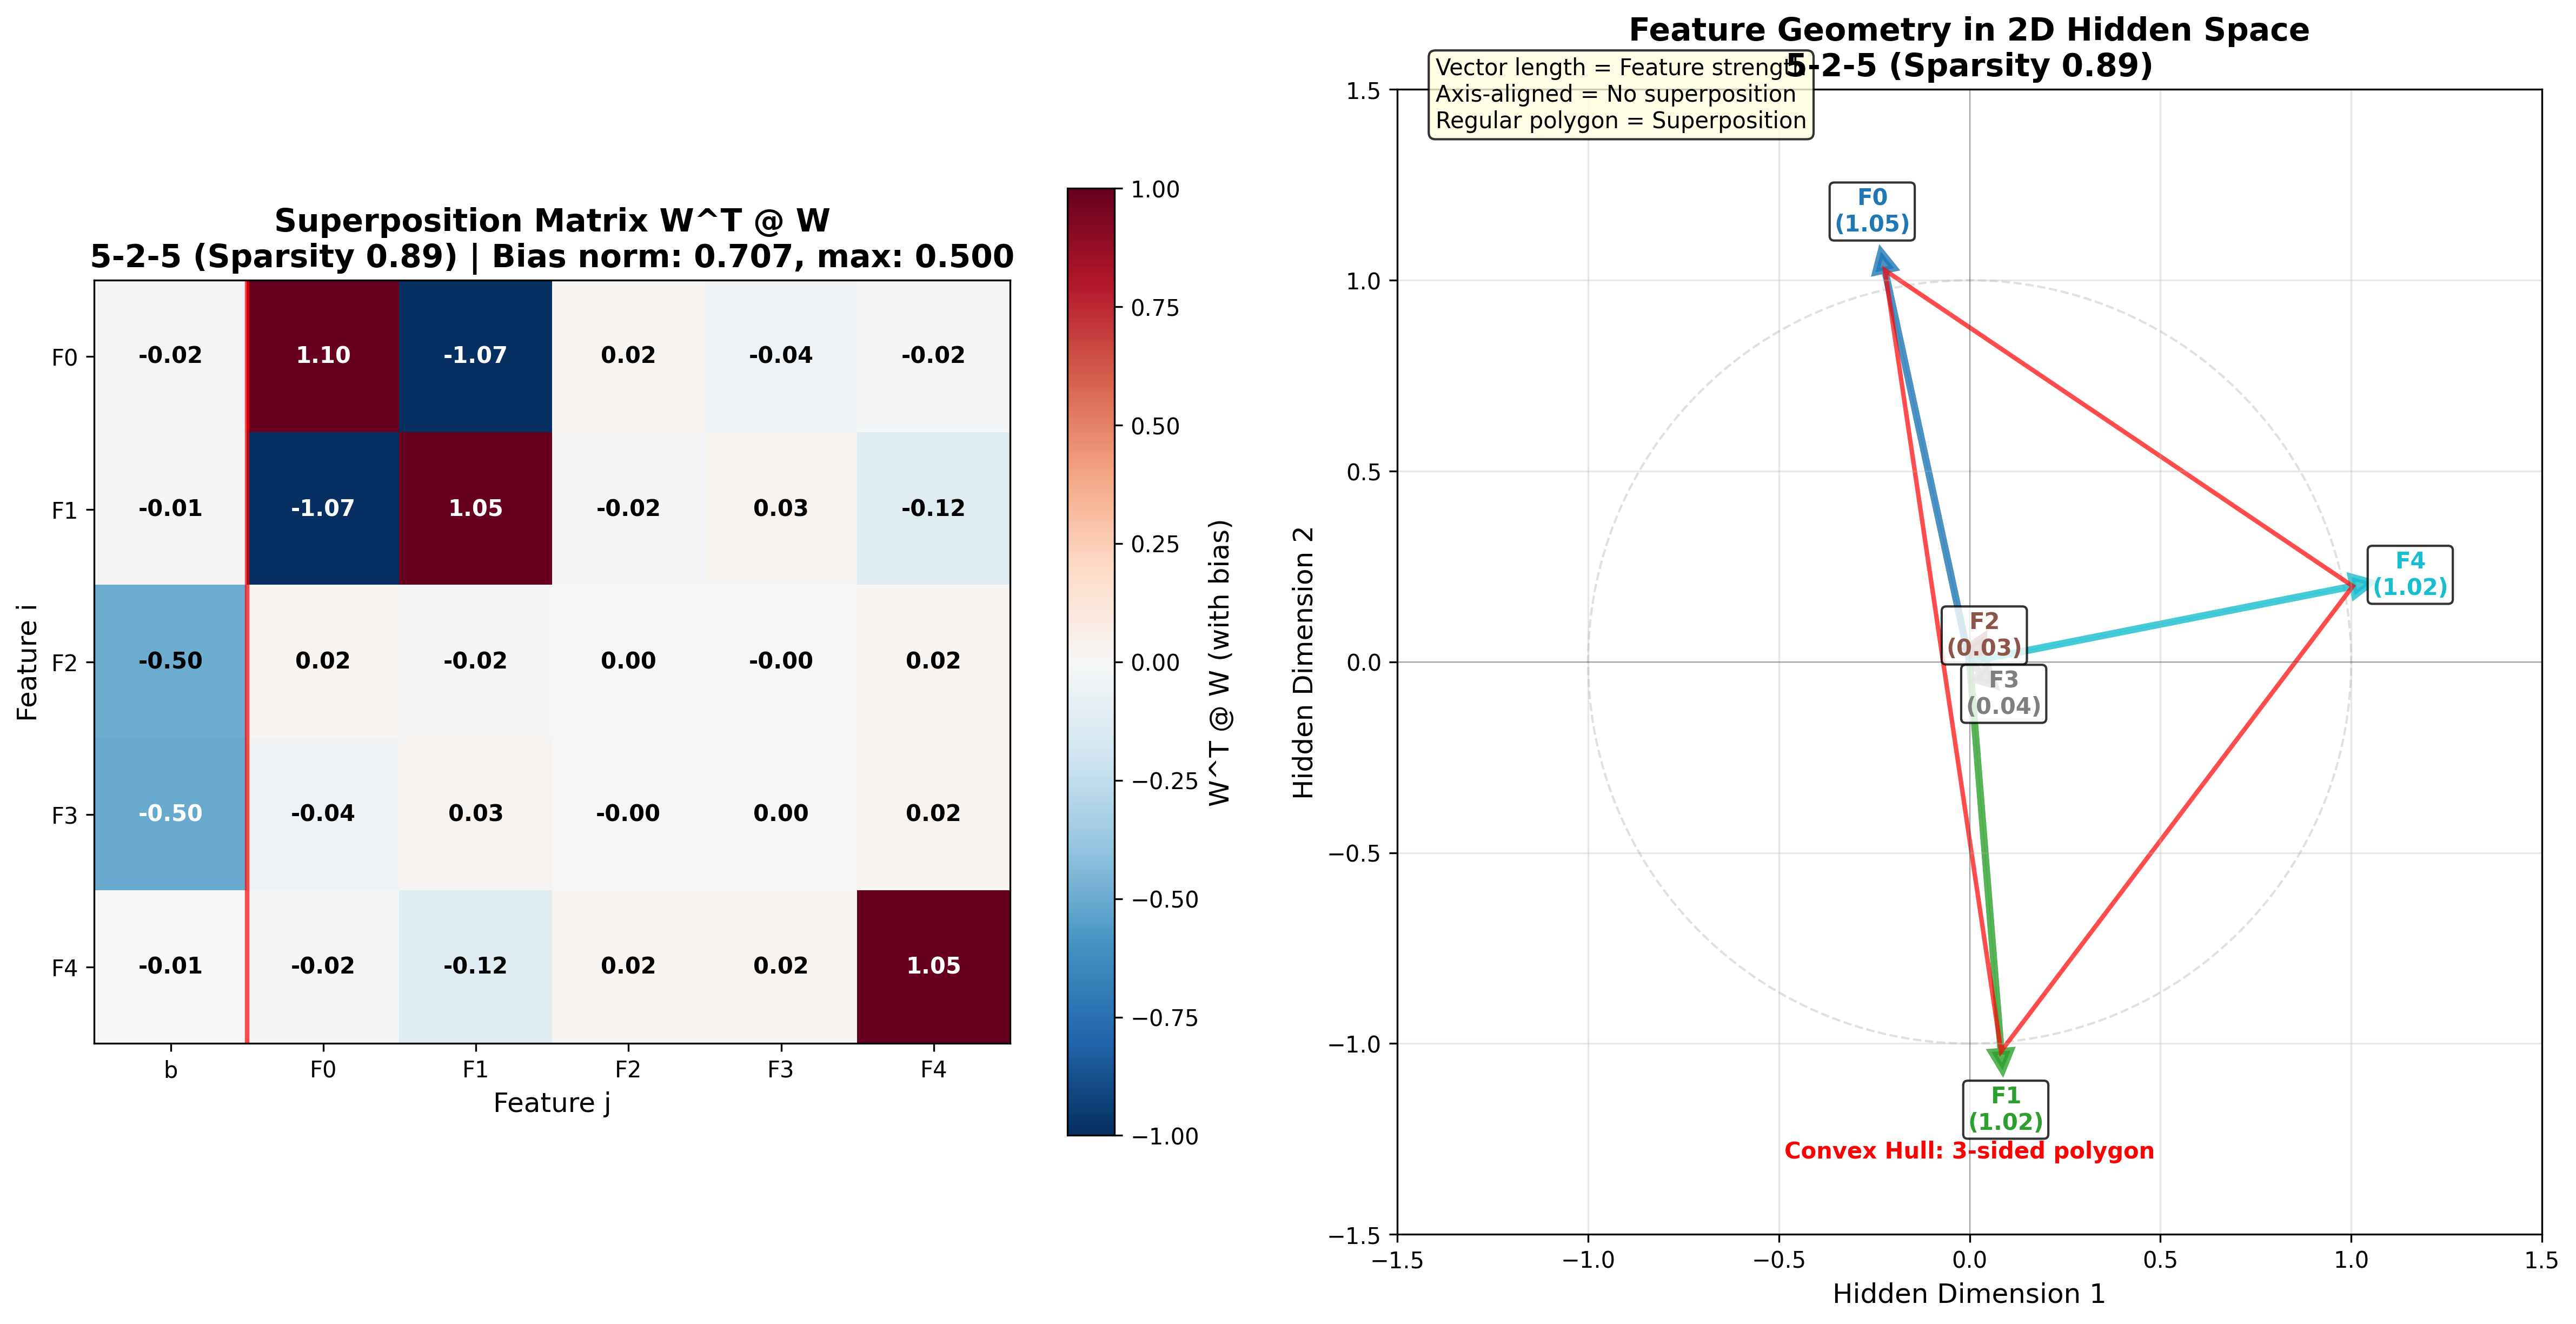 Superposition Matrix W^T @ W
5-2-5 (Sparsity 0.89) | Bias norm: 0.707, max: 0.500
Feature i
F0
F1
F2
F3
F4
-0.02 1.10 -1.07 0.02 -0.04 -0.02
-0.01 -1.07 1.05 -0.02 0.03 -0.12
-0.50 0.02 -0.02 0.00 -0.00 0.02
-0.50 -0.04 0.03 -0.00 0.00 0.02
-0.01 -0.02 -0.12 0.02 0.02 1.05
b F0 F1 F2 F3 F4
Feature j
1.00
0.75
0.50
0.25
0.00
−0.25
−0.50
−0.75
−1.00
W^T @ W (with bias)
Feature Geometry in 2D Hidden Space
5-2-5 (Sparsity 0.89)
Vector length = Feature strength
Axis-aligned = No superposition
Regular polygon = Superposition
Hidden Dimension 2
1.5
1.0
0.5
0.0
−0.5
−1.0
−1.5
F0
(1.05)
F4
(1.02)
F2
(0.03)
F3
(0.04)
F1
(1.02)
Convex Hull: 3-sided polygon
−1.5 −1.0 −0.5 0.0 0.5 1.0 1.5
Hidden Dimension 1